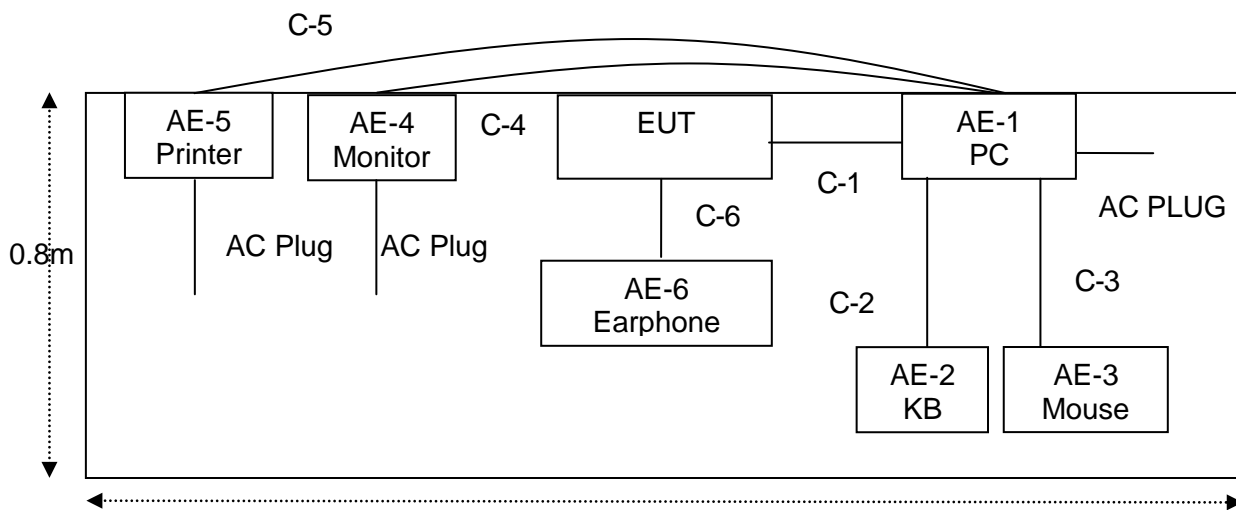 C-5
AE-5
Printer
AE-4
Monitor
C-4
EUT
C-1
AE-1
PC
AC PLUG
C-6
AC Plug
AC Plug
0.8m
AE-6
Earphone
C-2
C-3
AE-2
KB
AE-3
Mouse